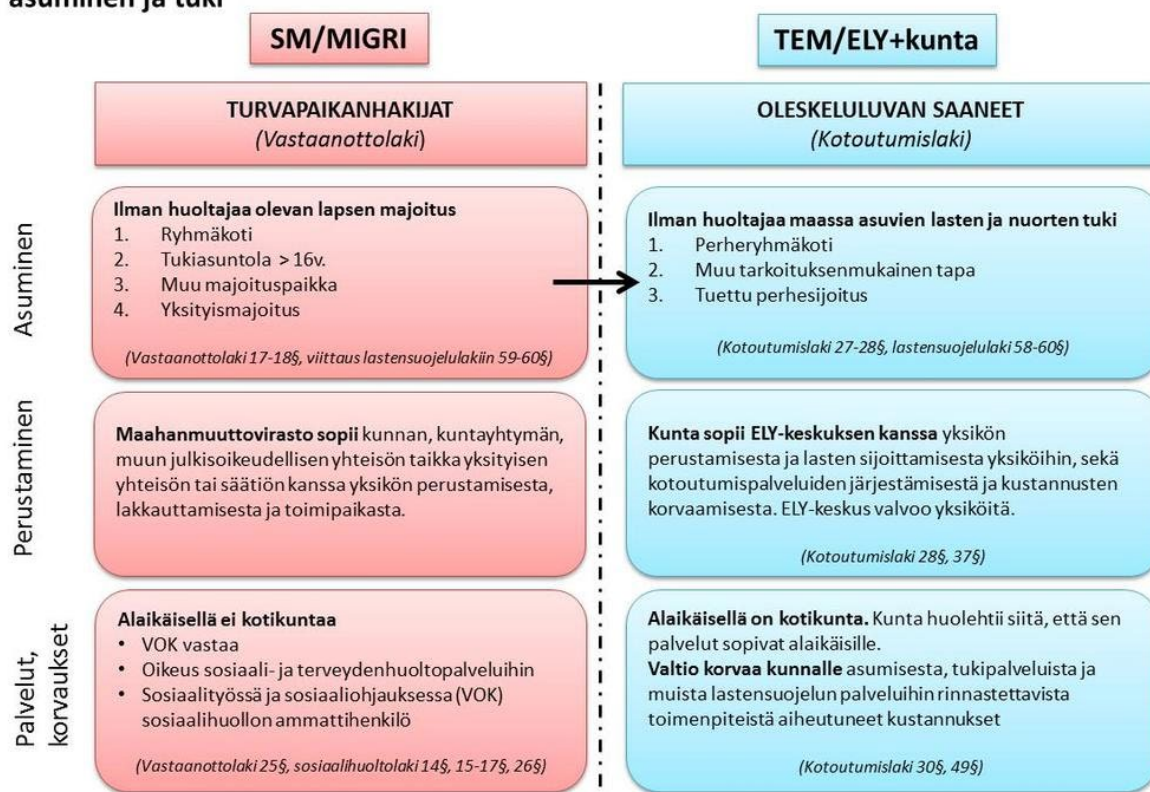 asuminen ja tuki
SM/MIGRI
TEM/ELY+kunta
TURVAPAIKANHAKIJAT
(Vastaanottolaki)
OLESKELULUVAN SAANEET
(Kotoutumislaki)
Asuminen
Ilman huoltajaa olevan lapsen majoitus
1. Ryhmäkoti
2. Tukiasuntola > 16v.
3. Muu majoituspaikka
4. Yksityismajoitus
(Vastaanottolaki 17-18§, viittaus lastensuojelulakiin 59-60§)
Ilman huoltajaa maassa asuvien lasten ja nuorten tuki
1. Perheryhmäkoti
2. Muu tarkoituksenmukainen tapa
3. Tuettu perhesijoitus
(Kotoutumislaki 27-28§, lastensuojelulaki 58-60§)
Perustaminen
Maahanmuuttovirasto sopii kunnan, kuntayhtymän,
muun julkisoikeudellisen yhteisön taikka yksityisen
yhteisön tai säätiön kanssa yksikön perustamisesta,
lakkauttamisesta ja toimipaikasta.
Kunta sopii ELY-keskuksen kanssa yksikön
perustamisesta ja lasten sijoittamisesta yksiköihin, sekä
kotoutumispalveluiden järjestämisestä ja kustannusten
korvaamisesta. ELY-keskus valvoo yksiköitä.
(Kotoutumislaki 28§, 37§)
Palvelut,
korvaukset
Alaikäisellä ei kotikuntaa
• VOK vastaa
• Oikeus sosiaali- ja terveydenhuoltopalveluihin
• Sosiaalityössä ja sosiaaliohjauksessa (VOK)
sosiaalihuollon ammattihenkilö
(Vastaanottolaki 25§, sosiaalihuoltolaki 14§, 15-17§, 26§)
Alaikäisellä on kotikunta. Kunta huolehtii siitä, että sen
palvelut sopivat alaikäisille.
Valtio korvaa kunnalle asumisesta, tukipalveluista ja
muista lastensuojelun palveluihin rinnastettavista
toimenpiteistä aiheutuneet kustannukset
(Kotoutumislaki 30§, 49§)